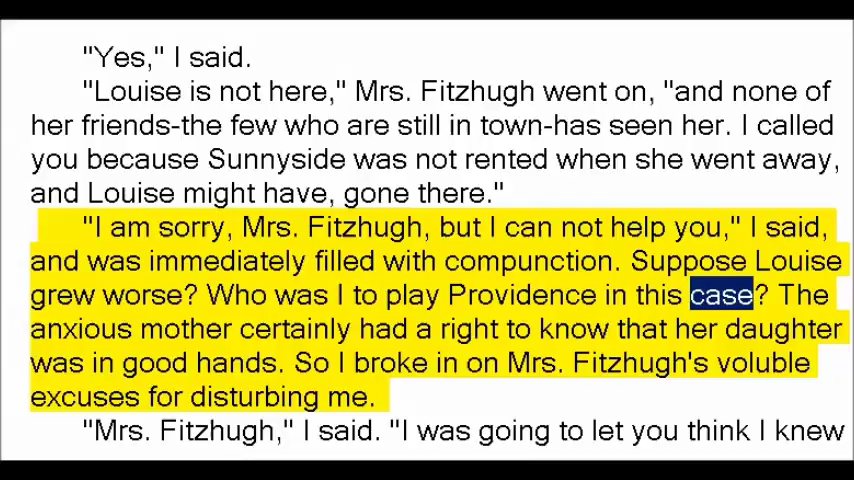 "Yes," I said.
"Louise is not here," Mrs. Fitzhugh went on, "and none of
her friends-the few who are still in town-has seen her. I called
you because Sunnyside was not rented when she went away,
and Louise might have, gone there."
"I am sorry, Mrs. Fitzhugh, but I can not help you," I said,
and was immediately filled with compunction. Suppose Louise
grew worse? Who was I to play Providence in this case? The
anxious mother certainly had a right to know that her daughter
was in good hands. So I broke in on Mrs. Fitzhugh's voluble
excuses for disturbing me.
"Mrs. Fitzhugh," I said. "I was going to let you think I knew